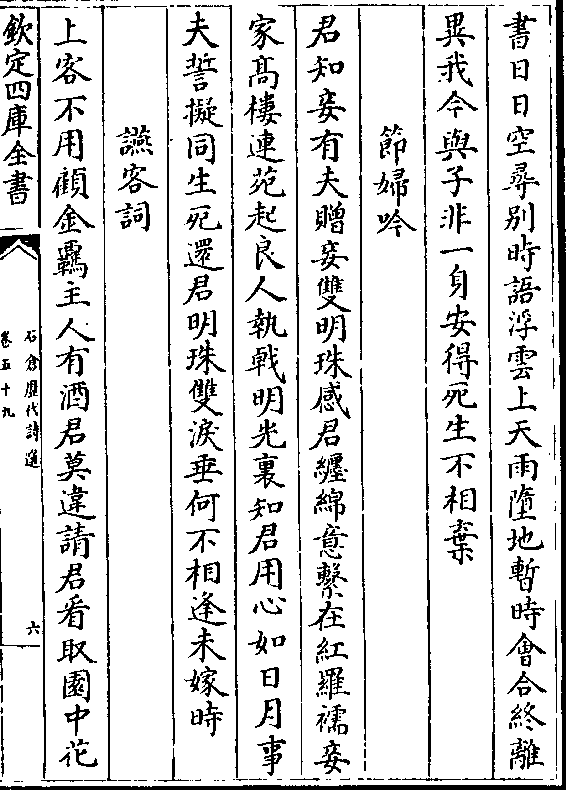 書日日空尋别時語浮雲上天雨墮地暫時㑹合終離
異我今與子非一身安得死生不相棄
節婦吟
君知妾有夫贈妾雙明珠感君纒綿意繫在紅羅襦妾
家髙樓連苑起良人執㦸明光裏知君用心如日月事
夫誓擬同生死還君明珠雙淚垂何不相逢未嫁時
讌客詞
上客不用顧金羈主人有酒君莫違請君看取園中花
欽定四庫全書
石倉歴代詩選
卷五十九
六